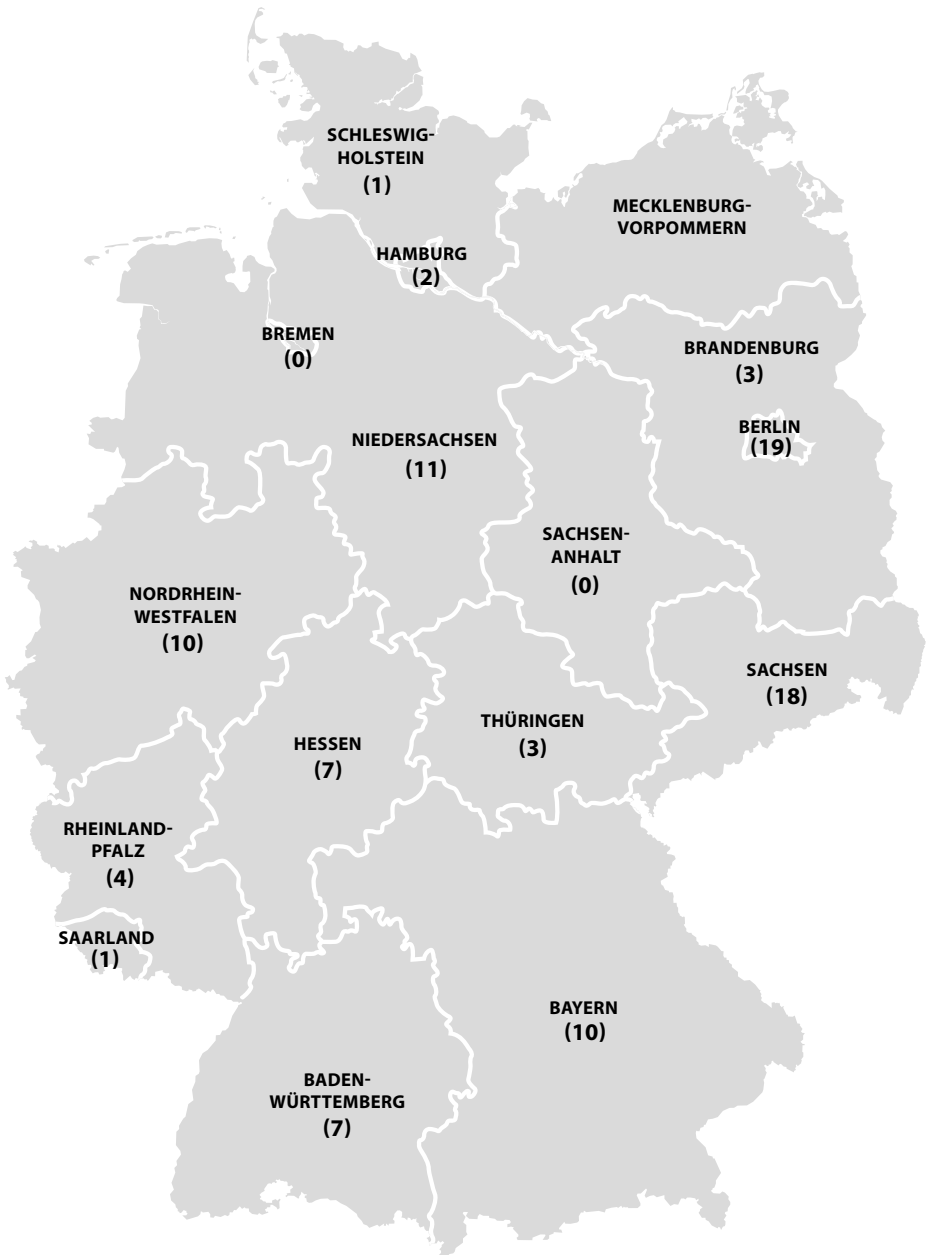 SCHLESWIG-
HOLSTEIN
(1)
MECKLENBURG-
VORPOMMERN
HAMBURG
(2)
BREMEN
(0)
BRANDENBURG
(3)
BERLIN
(19)
NIEDERSACHSEN
(11)
SACHSEN-
ANHALT
(0)
NORDRHEIN-
WESTFALEN
(10)
SACHSEN
(18)
THÜRINGEN
(3)
HESSEN
(7)
RHEINLAND-
PFALZ
(4)
SAARLAND
(1)
BAYERN
(10)
BADEN-
WÜRTTEMBERG
(7)